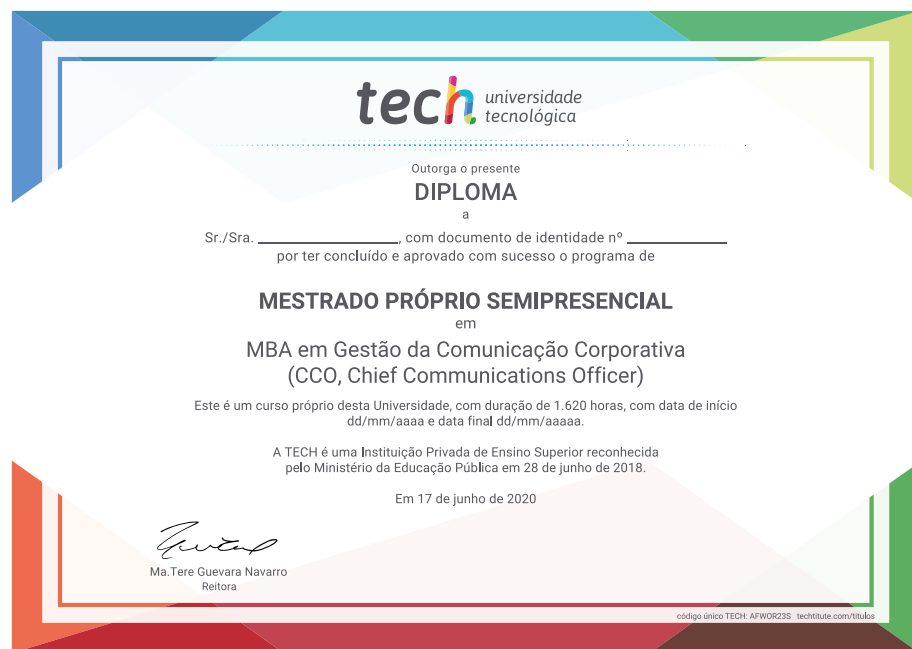 tech universidade
tecnológica
Outorga o presente
DIPLOMA
a
Sr./Sra. ____________________, com documento de identidade nº ______________
por ter concluído e aprovado com sucesso o programa de
MESTRADO PRÓPRIO SEMIPRESENCIAL
em
MBA em Gestão da Comunicação Corporativa
(CCO, Chief Communications Officer)
Este é um curso próprio desta Universidade, com duração de 1.620 horas, com data de início
dd/mm/aaaa e data final dd/mm/aaaaa.
A TECH é uma Instituição Privada de Ensino Superior reconhecida
pelo Ministério da Educação Pública em 28 de junho de 2018.
Em 17 de junho de 2020
Ma.Tere Guevara Navarro
Reitora
código único TECH: AFWOR23S techtitute.com/titulos